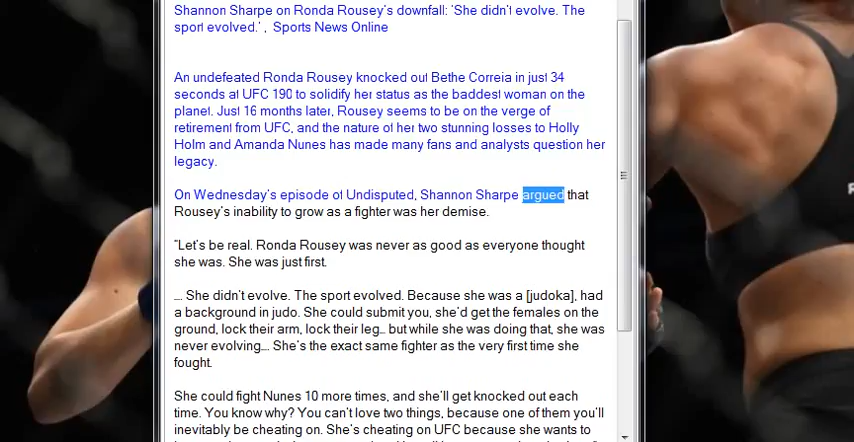 Shannon Sharpe on Ronda Rousey's downfall: 'She didn't evolve. The
sport evolved.' , Sports News Online
An undefeated Ronda Rousey knocked out Bethe Correia in just 34
seconds at UFC 190 to solidify her status as the baddest woman on the
planet. Just 16 months later, Rousey seems to be on the verge of
retirement from UFC, and the nature of her two stunning losses to Holly
Holm and Amanda Nunes has made many fans and analysts question her
legacy.
On Wednesday's episode of Undisputed, Shannon Sharpe argued that
Rousey's inability to grow as a fighter was her demise.
"Let's be real. Ronda Rousey was never as good as everyone thought
she was. She was just first.
.... She didn't evolve. The sport evolved. Because she was a [judoka], had
a background in judo. She could submit you, she'd get the females on the
ground, lock their arm, lock their leg... but while she was doing that, she was
never evolving.... She's the exact same fighter as the very first time she
fought.
She could fight Nunes 10 more times, and she'll get knocked out each
time. You know why? You can't love two things, because one of them you'll
inevitably be cheating on. She's cheating on UFC because she wants to